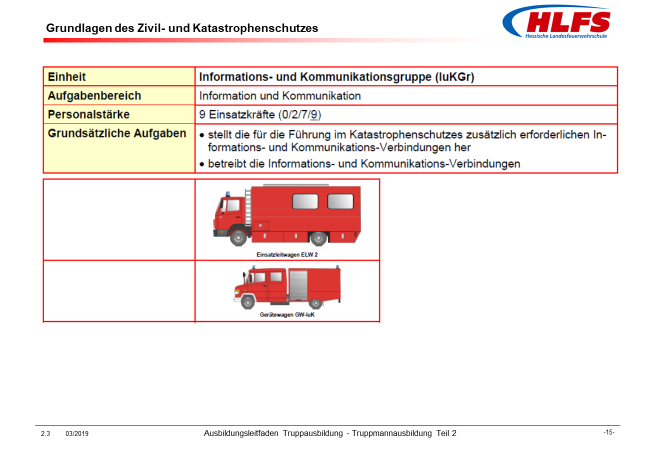 Grundlagen des Zivil- und Katastrophenschutzes
HLFS
Hessische Landesfeuerwehrschule
Einheit
Informations- und Kommunikationsgruppe (IuKGr)
Aufgabenbereich
Information und Kommunikation
Personalstärke
9 Einsatzkräfte (0/2/7/9)
Grundsätzliche Aufgaben
• stellt die für die Führung im Katastrophenschutzes zusätzlich erforderlichen In-
formations- und Kommunikations-Verbindungen her
• betreibt die Informations- und Kommunikations-Verbindungen
Einsatzleitwagen ELW 2
Gerätewagen GW-IuK
2.3 03/2019
Ausbildungsleitfaden Truppausbildung - Truppmannausbildung Teil 2
-15-